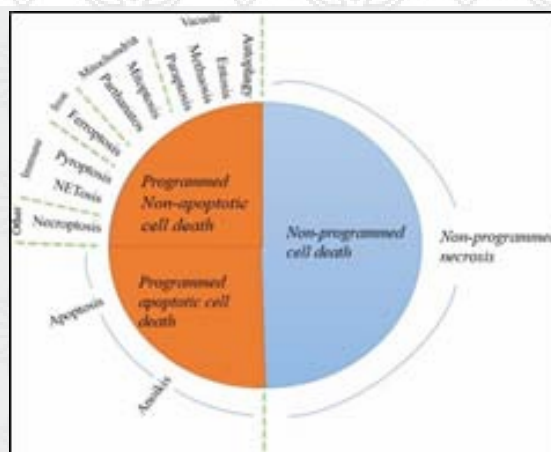 Vacuole
Mitochondria
Iron
Immune
Other
Autophagy
Entosis
Methuosis
Paraptosis
Mitoptosis
Parthanatos
Ferroptosis
Pyroptosis
NETosis
Necroptosis
Programmed
Non-apoptotic
cell death
Non-programmed
cell death
Non-programmed
necrosis
Programmed
apoptotic cell
death
Apoptosis
Anoikis